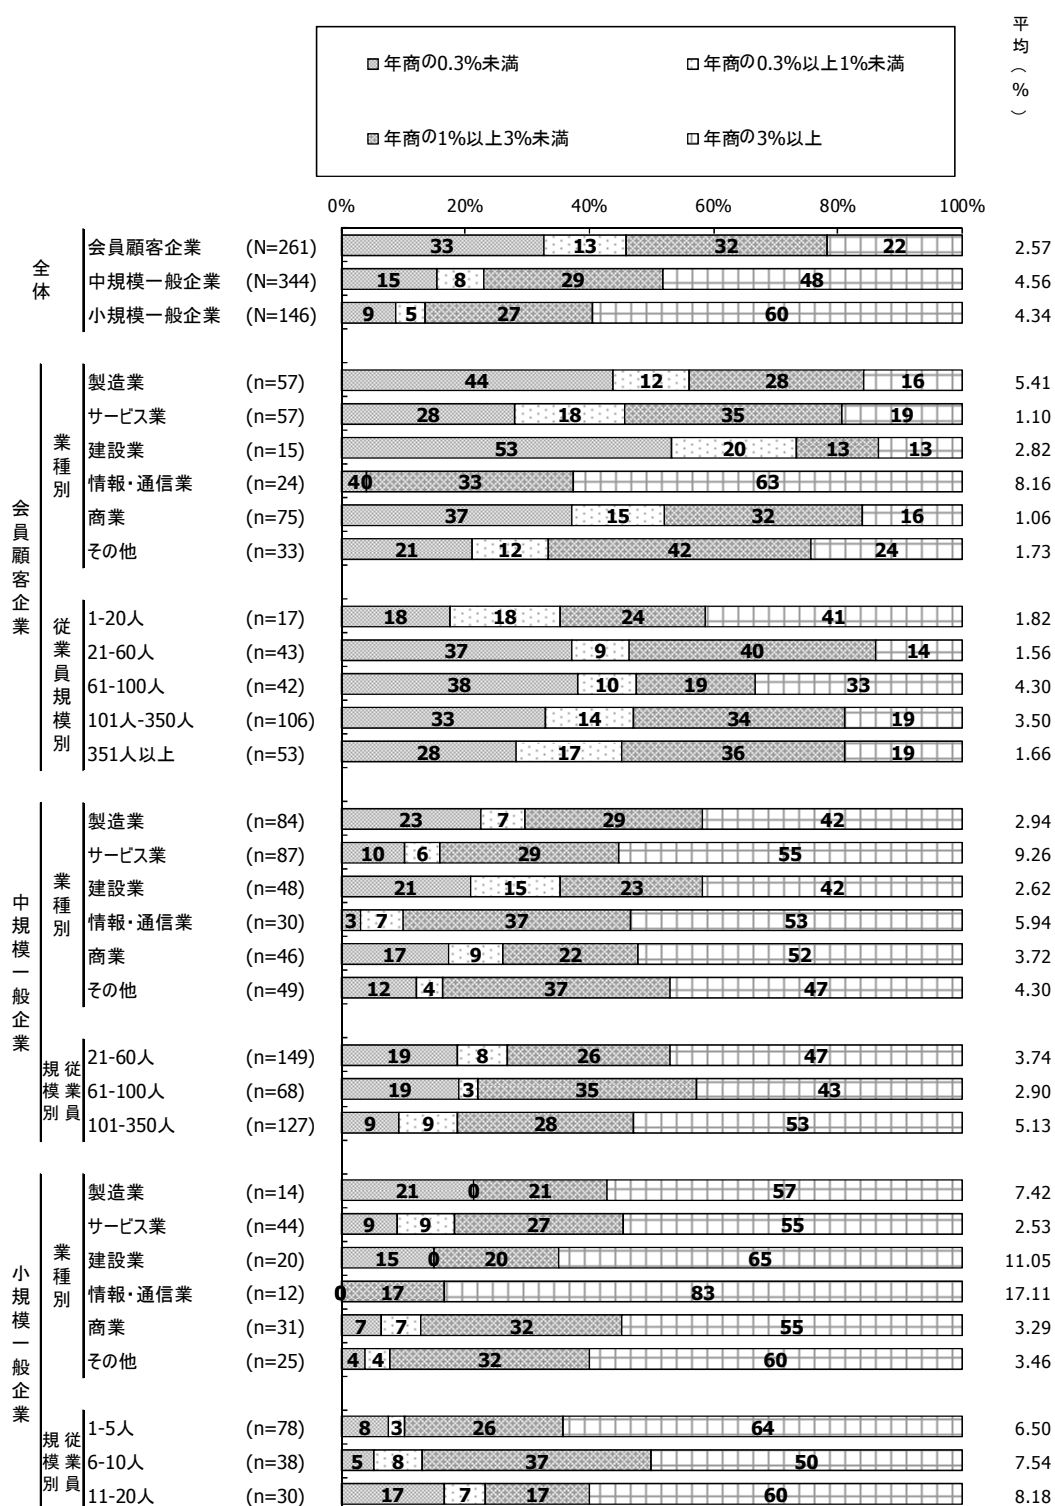 平均（%）
年商の0.3%未満 年商の0.3%以上1%未満
年商の1%以上3%未満 年商の3%以上
0% 20% 40% 60% 80% 100%
全体
会員顧客企業 (N=261) 33 13 32 22 2.57
中規模一般企業 (N=344) 15 8 29 48 4.56
小規模一般企業 (N=146) 9 5 27 60 4.34
会員顧客企業
業種別
製造業 (n=57) 44 12 28 16 5.41
サービス業 (n=57) 28 18 35 19 1.10
建設業 (n=15) 53 20 13 13 2.82
情報・通信業 (n=24) 4 0 33 63 8.16
商業 (n=75) 37 15 32 16 1.06
その他 (n=33) 21 12 42 24 1.73
従業員規模別
1-20人 (n=17) 18 18 24 41 1.82
21-60人 (n=43) 37 9 40 14 1.56
61-100人 (n=42) 38 10 19 33 4.30
101人-350人 (n=106) 33 14 34 19 3.50
351人以上 (n=53) 28 17 36 19 1.66
中規模一般企業
業種別
製造業 (n=84) 23 7 29 42 2.94
サービス業 (n=87) 10 6 29 55 9.26
建設業 (n=48) 21 15 23 42 2.62
情報・通信業 (n=30) 3 7 37 53 5.94
商業 (n=46) 17 9 22 52 3.72
その他 (n=49) 12 4 37 47 4.30
従業員規模別
21-60人 (n=149) 19 8 26 47 3.74
61-100人 (n=68) 19 3 35 43 2.90
101-350人 (n=127) 9 9 28 53 5.13
小規模一般企業
業種別
製造業 (n=14) 21 0 21 57 7.42
サービス業 (n=44) 9 9 27 55 2.53
建設業 (n=20) 15 0 20 65 11.05
情報・通信業 (n=12) 0 17 83 17.11
商業 (n=31) 7 7 32 55 3.29
その他 (n=25) 4 4 32 60 3.46
従業員規模別
1-5人 (n=78) 8 3 26 64 6.50
6-10人 (n=38) 5 8 37 50 7.54
11-20人 (n=30) 17 7 17 60 8.18